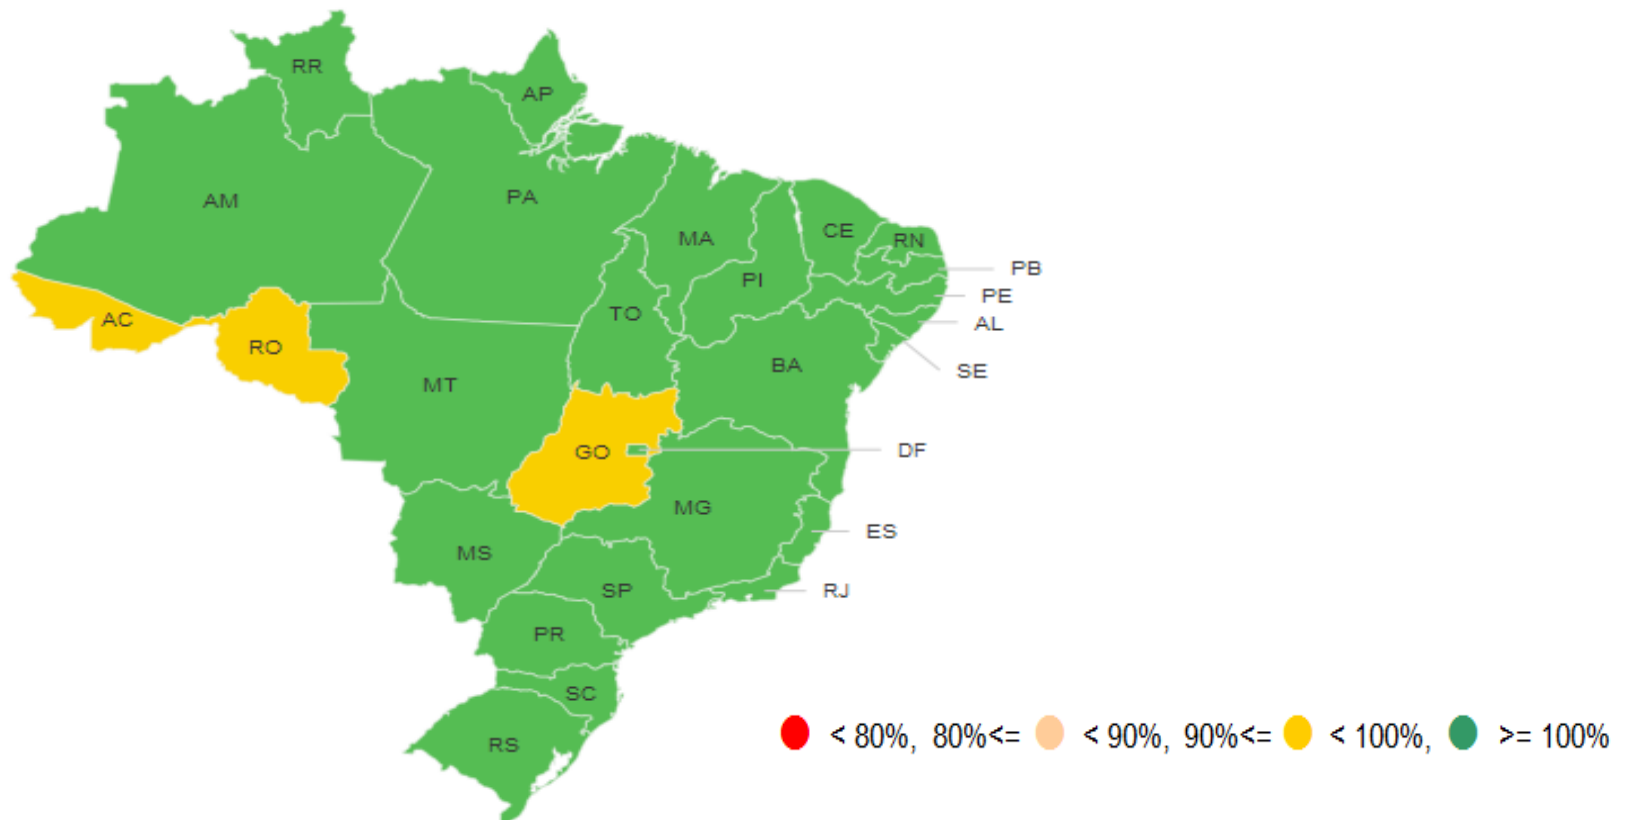 RR
AP
AM
PA
CE
RN
MA
PB
PI
PE
TO
AL
AC
RO
BA
SE
MT
GO
DF
MG
ES
MS
SP
RJ
PR
SC
RS
< 80%, 80%<= < 90%, 90%<= < 100%, >= 100%